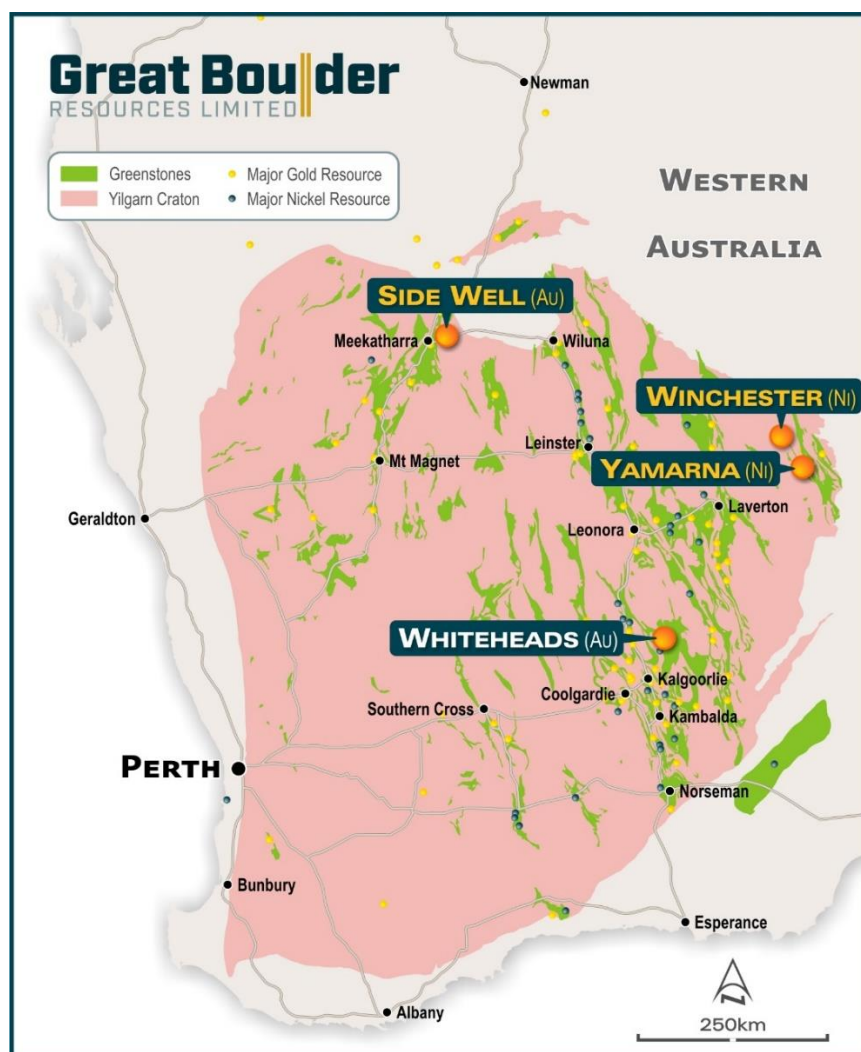 Great Boulder
RESOURCES LIMITED
Newman
Greenstones
Major Gold Resource
Yilgarn Craton
Major Nickel Resource
WESTERN
AUSTRALIA
SIDE WELL (AU)
Meekatharra
Wiluna
WINCHESTER (NI)
Leinster
Mt Magnet
YAMARNA (NI)
Geraldton
Laverton
Leonora
WHITEHEADS (AU)
Kalgoorlie
Coolgardie
Southern Cross
Kambalda
PERTH
Norseman
Bunbury
Esperance
Albany
N
250km